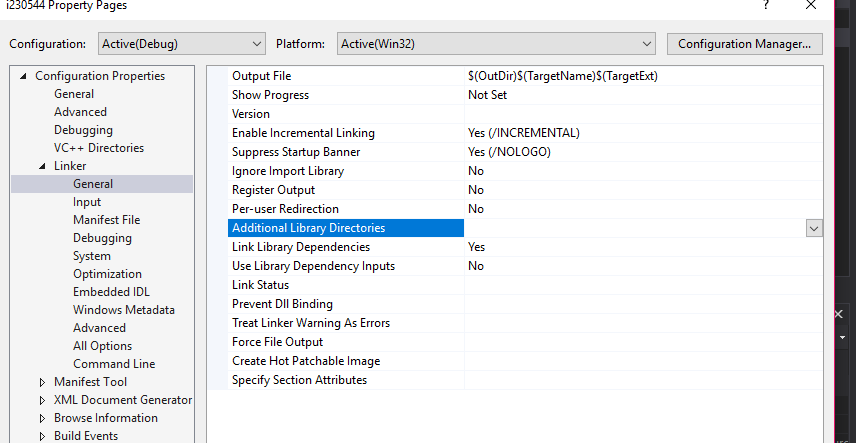 i230544 Property Pages
?
Configuration: Active(Debug) Platform: Active(Win32) Configuration Manager...
Configuration Properties
General
Advanced
Debugging
VC++ Directories
Linker
General
Input
Manifest File
Debugging
System
Optimization
Embedded IDL
Windows Metadata
Advanced
All Options
Command Line
Manifest Tool
XML Document Generator
Browse Information
Build Events
Output File $(OutDir)$(TargetName)$(TargetExt)
Show Progress Not Set
Version
Enable Incremental Linking Yes (/INCREMENTAL)
Suppress Startup Banner Yes (/NOLOGO)
Ignore Import Library No
Register Output No
Per-user Redirection No
Additional Library Directories
Link Library Dependencies Yes
Use Library Dependency Inputs No
Link Status
Prevent Dll Binding
Treat Linker Warning As Errors
Force File Output
Create Hot Patchable Image
Specify Section Attributes